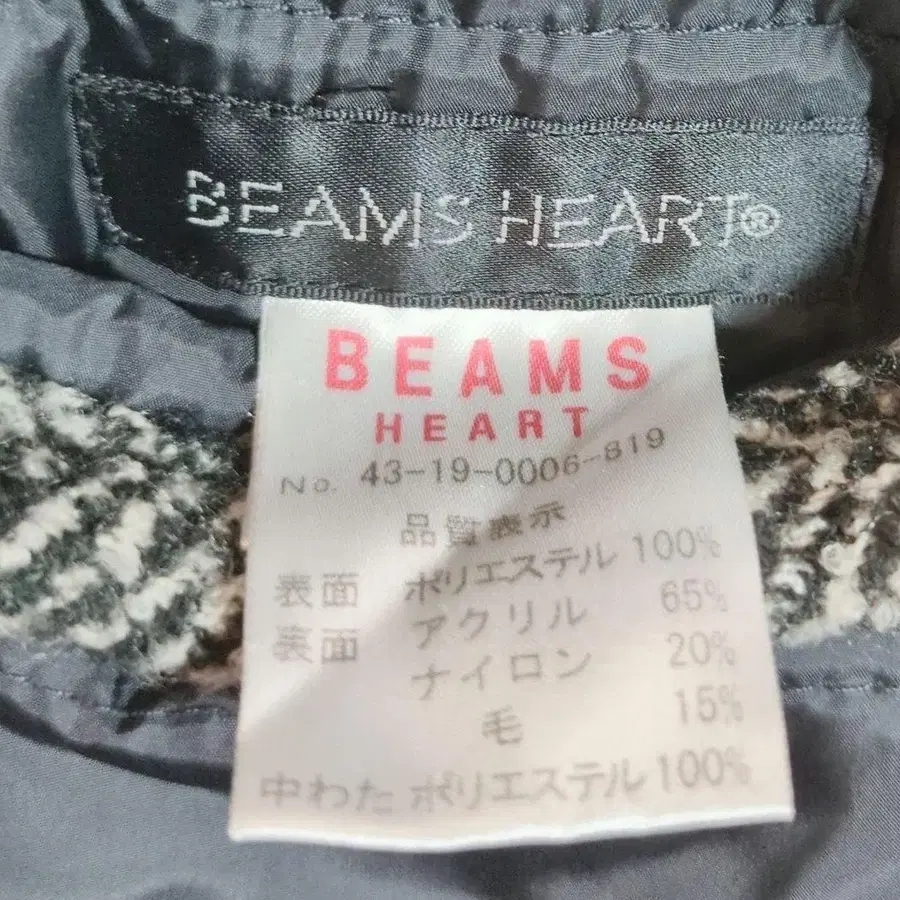 BEAMS HEART®
BEAMS
HEART
No. 43-19-0006-819
品質表示
表面 ポリエステル 100%
裏面 アクリル 65%
ナイロン 20%
毛 15%
中わた ポリエステル 100%